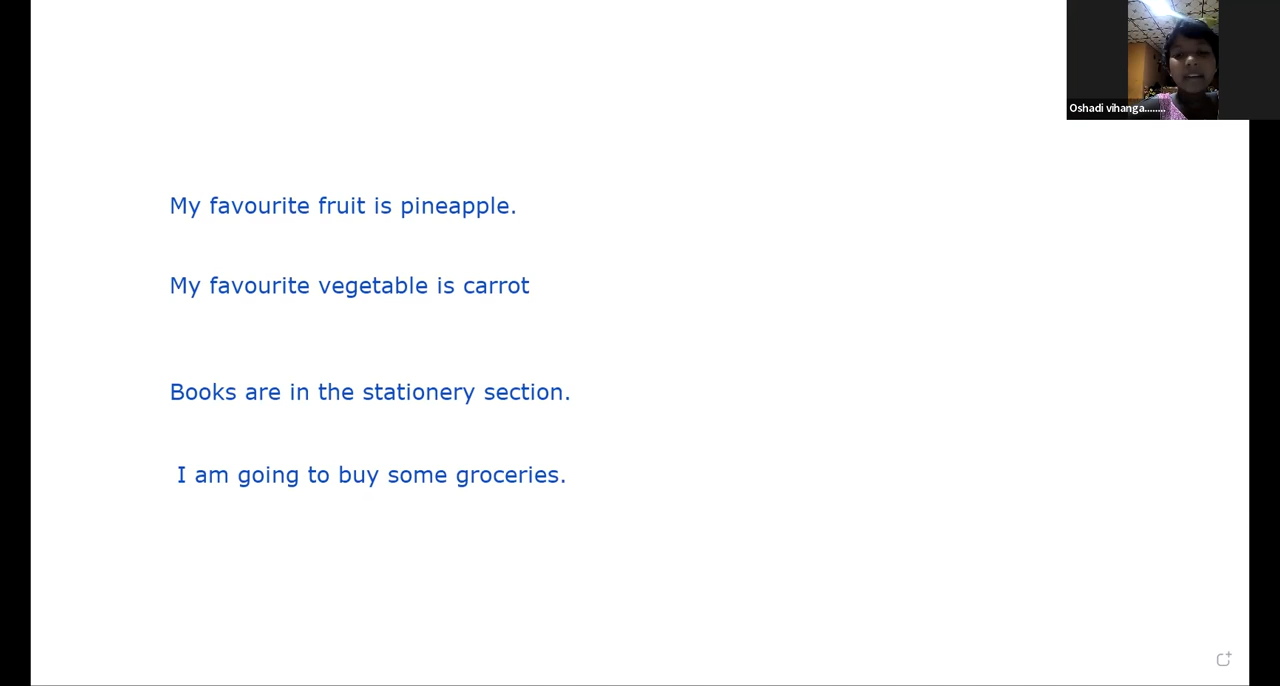 Oshadi vihanga........
My favourite fruit is pineapple.
My favourite vegetable is carrot
Books are in the stationery section.
I am going to buy some groceries.